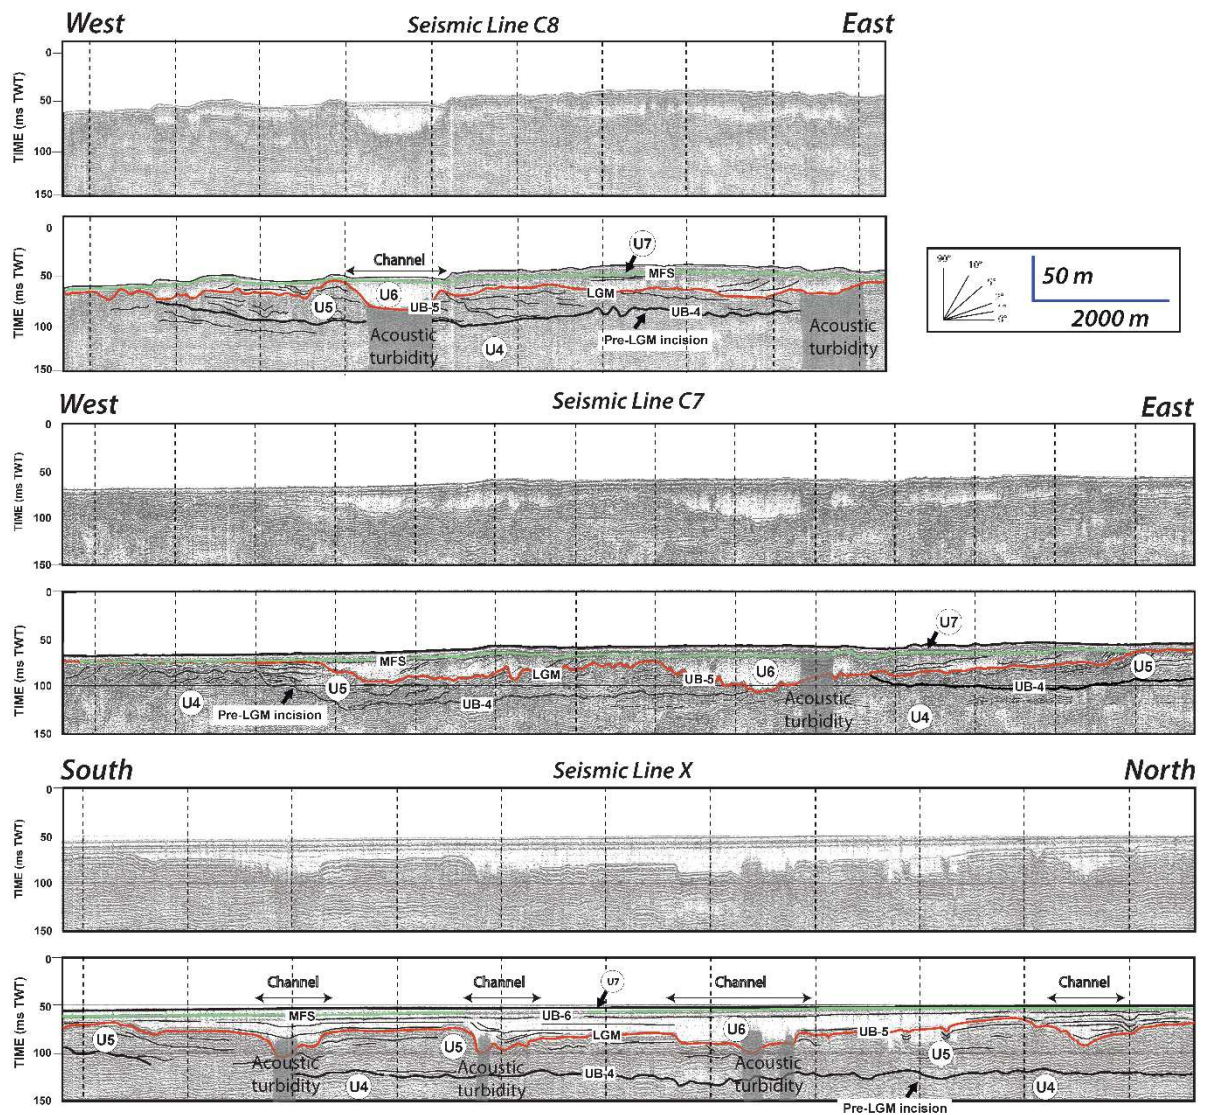 West
Seismic Line C8
East
TIME (ms TWT)
0
50
100
150
TIME (ms TWT)
0
50
100
150
Channel
U7
MFS
U6
LGM
U5
UB-5
UB-4
Pre-LGM incision
U4
Acoustic
turbidity
Acoustic
turbidity
90°
10°
5°
50 m
2000 m
West
Seismic Line C7
East
TIME (ms TWT)
0
50
100
150
TIME (ms TWT)
0
50
100
150
U7
MFS
U5
LGM
U6
UB-5
U5
U4
Pre-LGM incision
UB-4
Acoustic
turbidity
UB-4
U4
South
Seismic Line X
North
TIME (ms TWT)
0
50
100
150
TIME (ms TWT)
0
50
100
150
Channel
Channel
U7
Channel
Channel
MFS
UB-6
U6
UB-5
LGM
U5
U5
U5
Acoustic
turbidity
U4
Acoustic
turbidity
UB-4
Acoustic
turbidity
U4
Pre-LGM incision